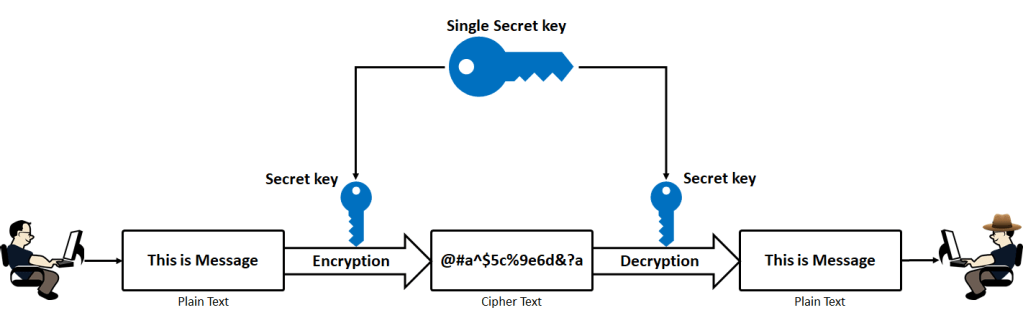 Single Secret key
Secret key
Secret key
This is Message
Encryption
@#a^$5c%9e6d&?a
Decryption
This is Message
Plain Text
Cipher Text
Plain Text